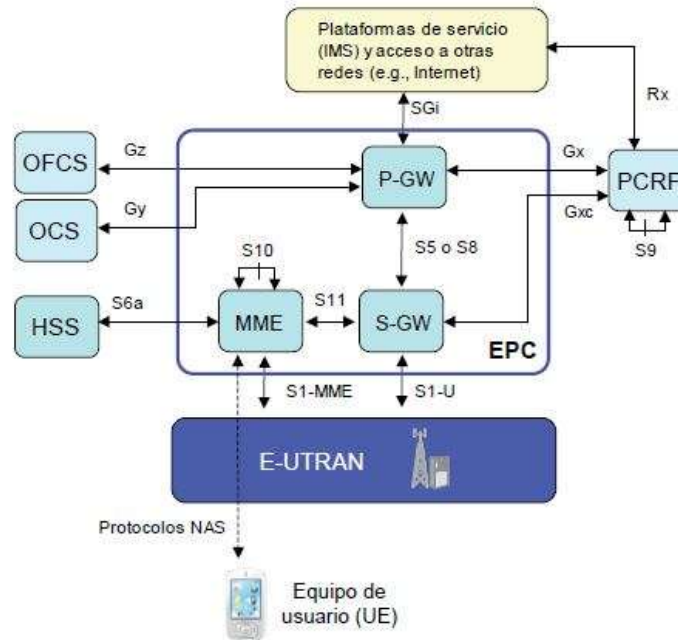 Plataformas de servicio
(IMS) y acceso a otras
redes (e.g., Internet)
SGi
Rx
OFCS
Gz
P-GW
Gx
PCRF
OCS
Gy
Gxc
S9
S10
S5 o S8
HSS
S6a
MME
S11
S-GW
EPC
S1-MME
S1-U
E-UTRAN
Protocolos NAS
Equipo de
usuario (UE)